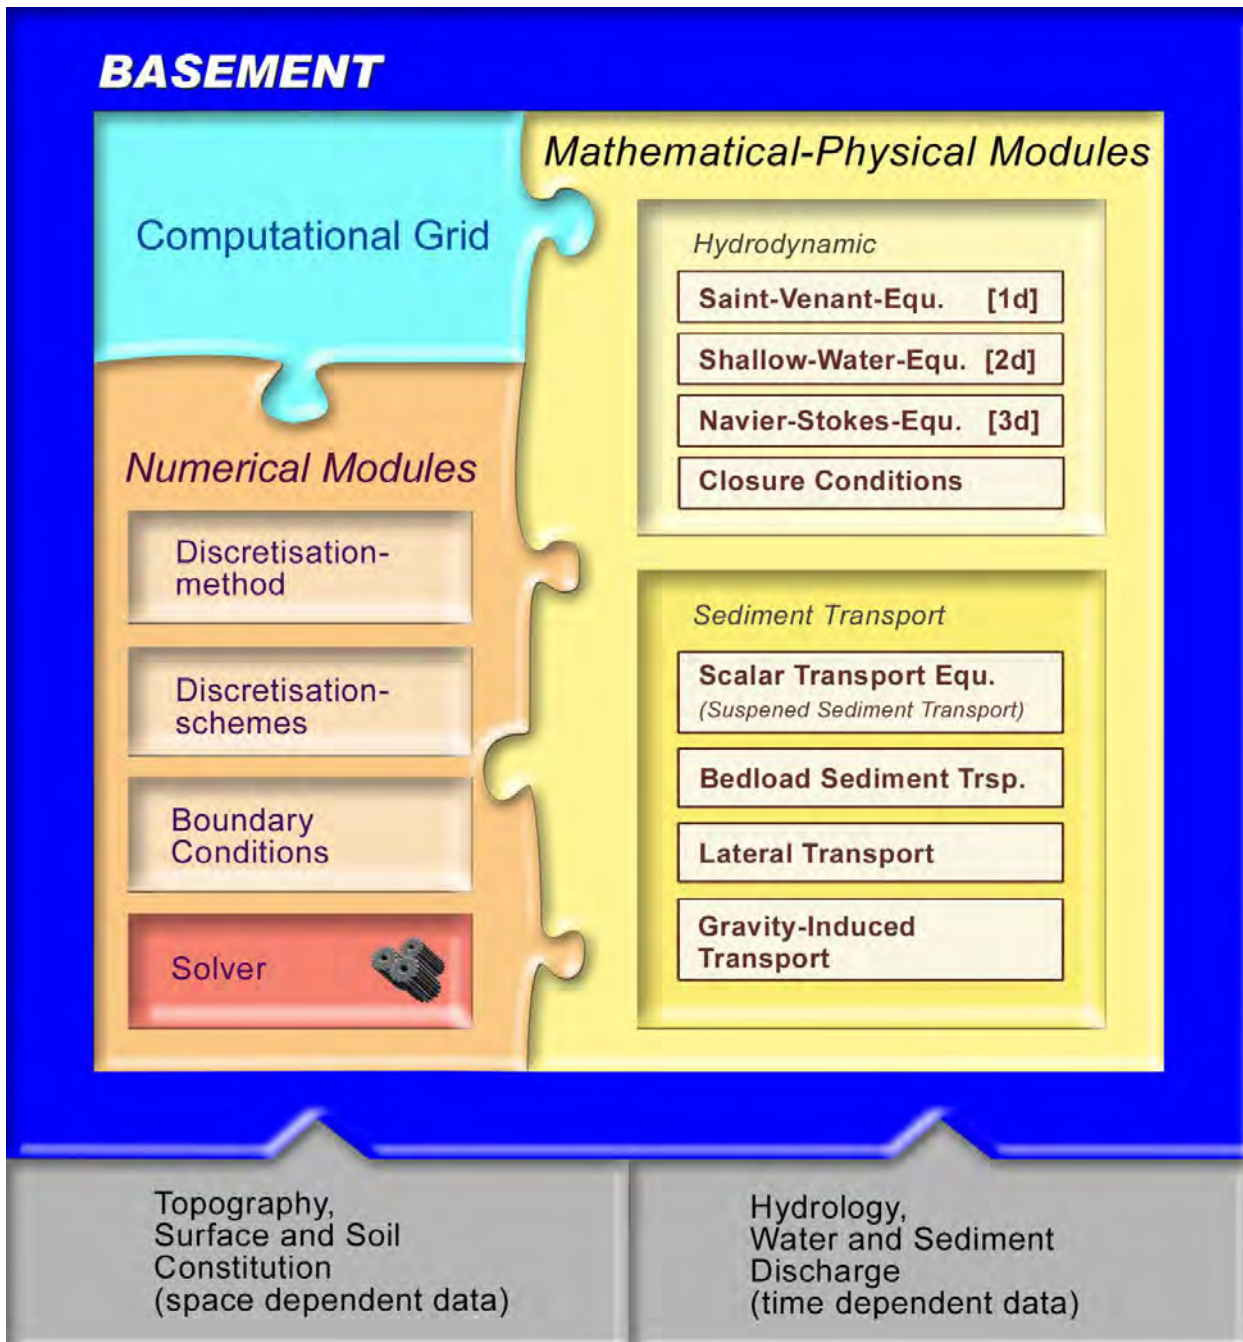 BASEMENT
Computational Grid
Numerical Modules
Discretisation-
method
Discretisation-
schemes
Boundary
Conditions
Solver
Mathematical-Physical Modules
Hydrodynamic
Saint-Venant-Equ. [1d]
Shallow-Water-Equ. [2d]
Navier-Stokes-Equ. [3d]
Closure Conditions
Sediment Transport
Scalar Transport Equ.
(Suspened Sediment Transport)
Bedload Sediment Trsp.
Lateral Transport
Gravity-Induced
Transport
Topography,
Surface and Soil
Constitution
(space dependent data)
Hydrology,
Water and Sediment
Discharge
(time dependent data)